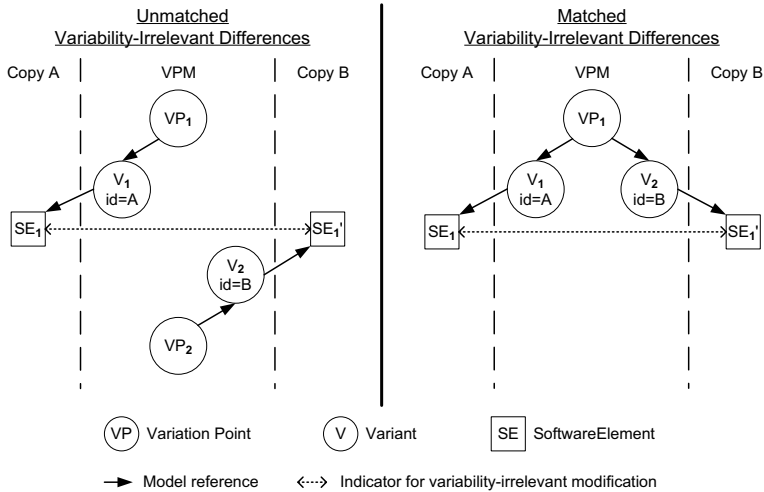 Unmatched
Variability-Irrelevant Differences
Copy A
VPM
Copy B
VP1
V1
id=A
SE1
SE1'
V2
id=B
VP2
Matched
Variability-Irrelevant Differences
Copy A
VPM
Copy B
VP1
V1
id=A
V2
id=B
SE1
SE1'
VP Variation Point
V Variant
SE SoftwareElement
Model reference
Indicator for variability-irrelevant modification